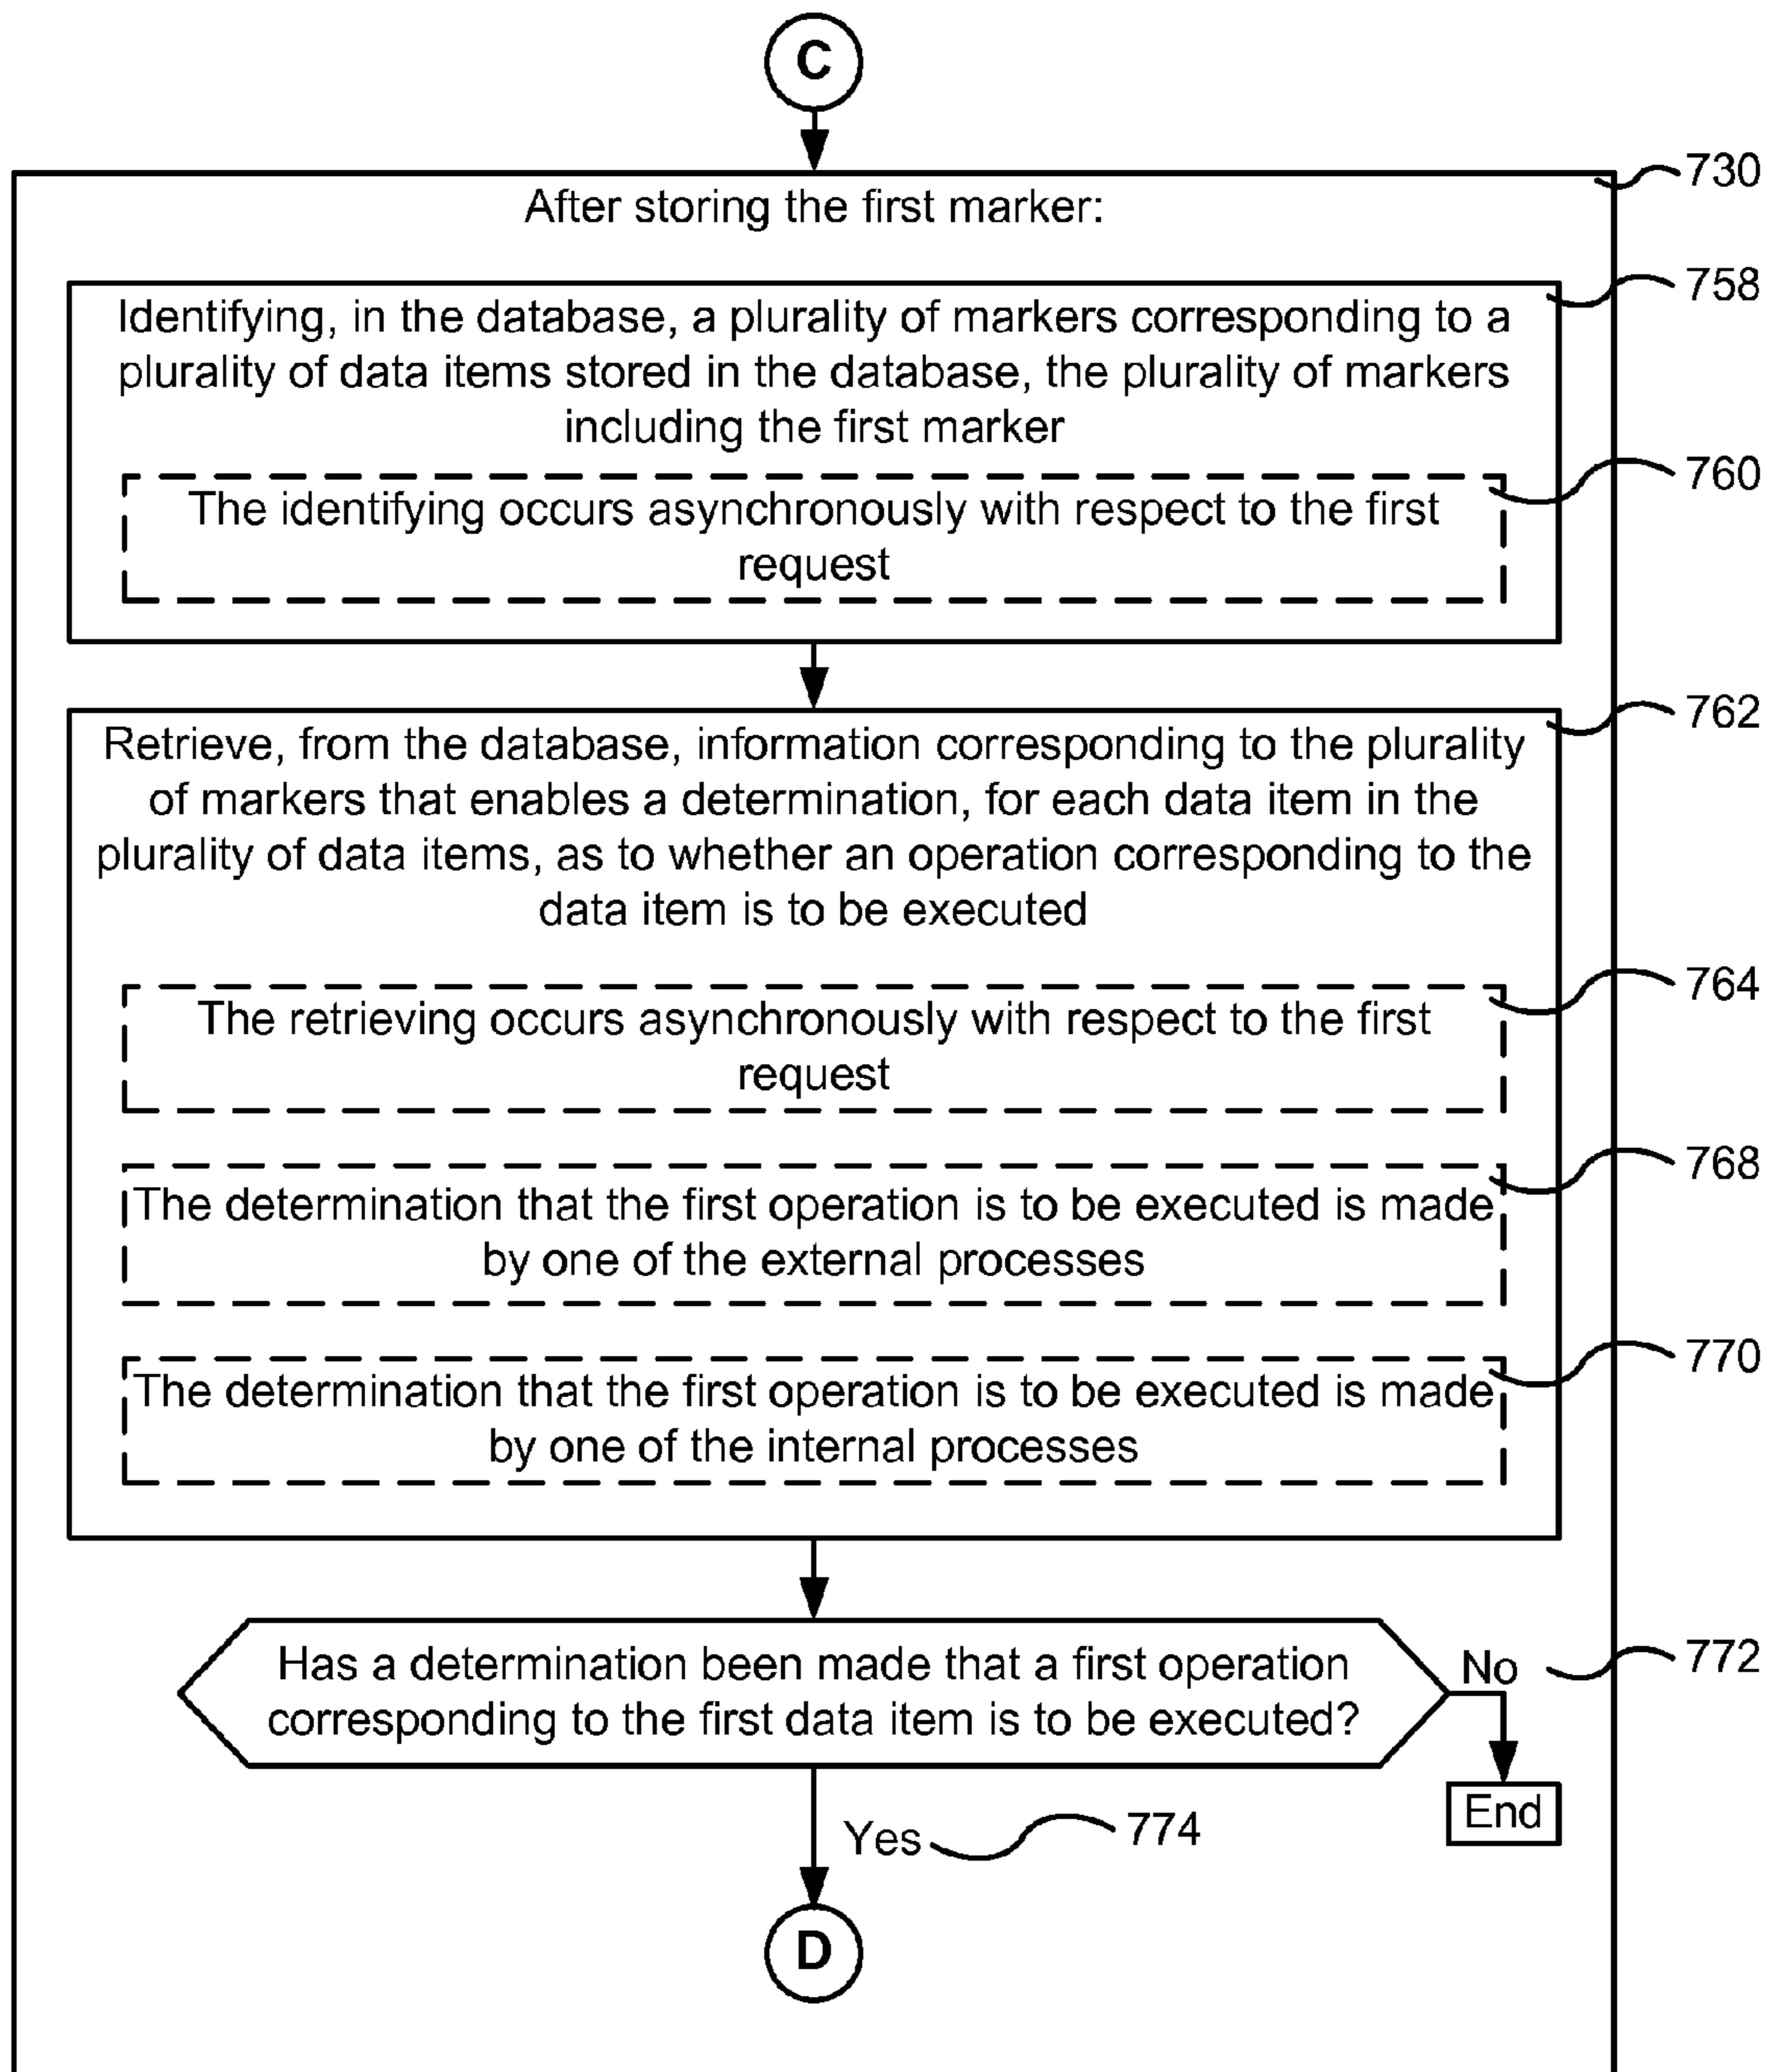 C
730
After storing the first marker:
758
Identifying, in the database, a plurality of markers corresponding to a
plurality of data items stored in the database, the plurality of markers
including the first marker
760
The identifying occurs asynchronously with respect to the first
request
762
Retrieve, from the database, information corresponding to the plurality
of markers that enables a determination, for each data item in the
plurality of data items, as to whether an operation corresponding to the
data item is to be executed
764
The retrieving occurs asynchronously with respect to the first
request
768
The determination that the first operation is to be executed is made
by one of the external processes
770
The determination that the first operation is to be executed is made
by one of the internal processes
772
Has a determination been made that a first operation
corresponding to the first data item is to be executed?
No
End
Yes
774
D